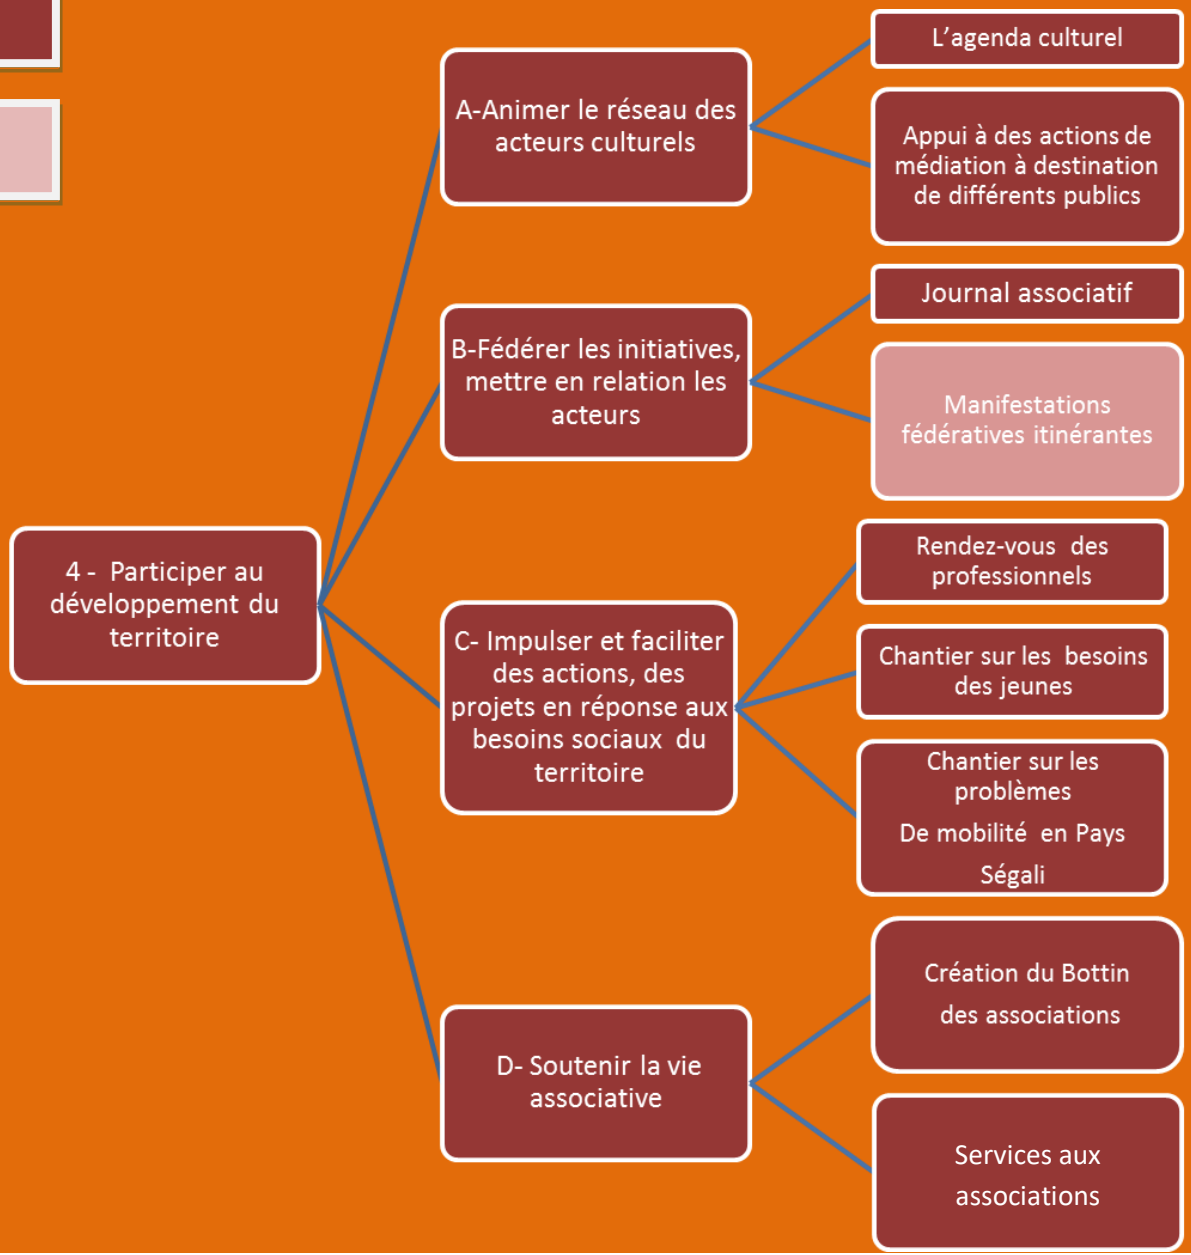 4 - Participer au
développement du
territoire
A-Animer le réseau des
acteurs culturels
L’agenda culturel
Appui à des actions de
médiation à destination
de différents publics
B-Fédérer les initiatives,
mettre en relation les
acteurs
Journal associatif
Manifestations
fédératives itinérantes
C- Impulser et faciliter
des actions, des
projets en réponse aux
besoins sociaux du
territoire
Rendez-vous des
professionnels
Chantier sur les besoins
des jeunes
Chantier sur les
problèmes
De mobilité en Pays
Ségali
D- Soutenir la vie
associative
Création du Bottin
des associations
Services aux
associations